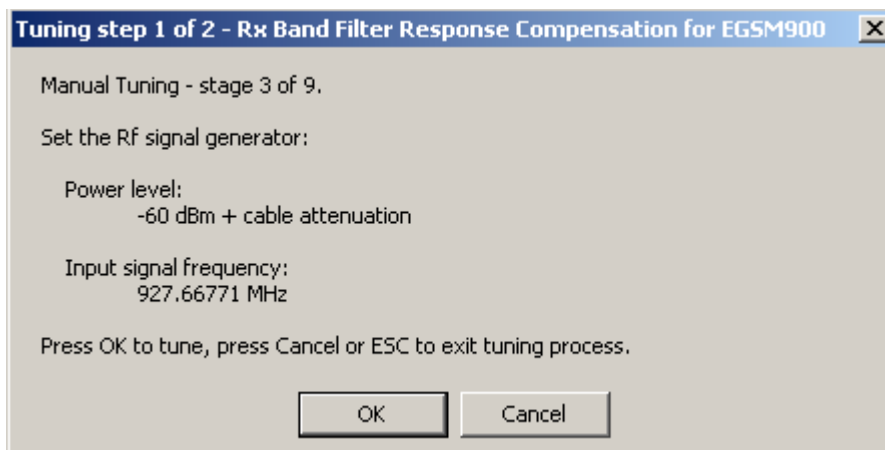 Tuning step 1 of 2 - Rx Band Filter Response Compensation for EGSM900
Manual Tuning - stage 3 of 9.
Set the Rf signal generator:
Power level:
-60 dBm + cable attenuation
Input signal frequency:
927.66771 MHz
Press OK to tune, press Cancel or ESC to exit tuning process.
OK
Cancel